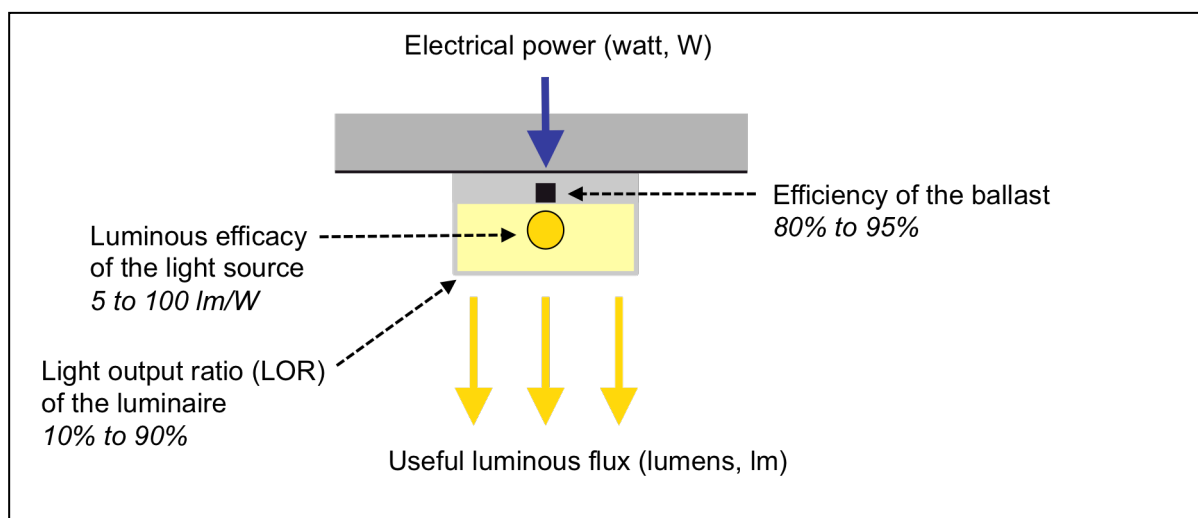 Electrical power (watt, W)
Efficiency of the ballast
80% to 95%
Luminous efficacy
of the light source
5 to 100 lm/W
Light output ratio (LOR)
of the luminaire
10% to 90%
Useful luminous flux (lumens, lm)